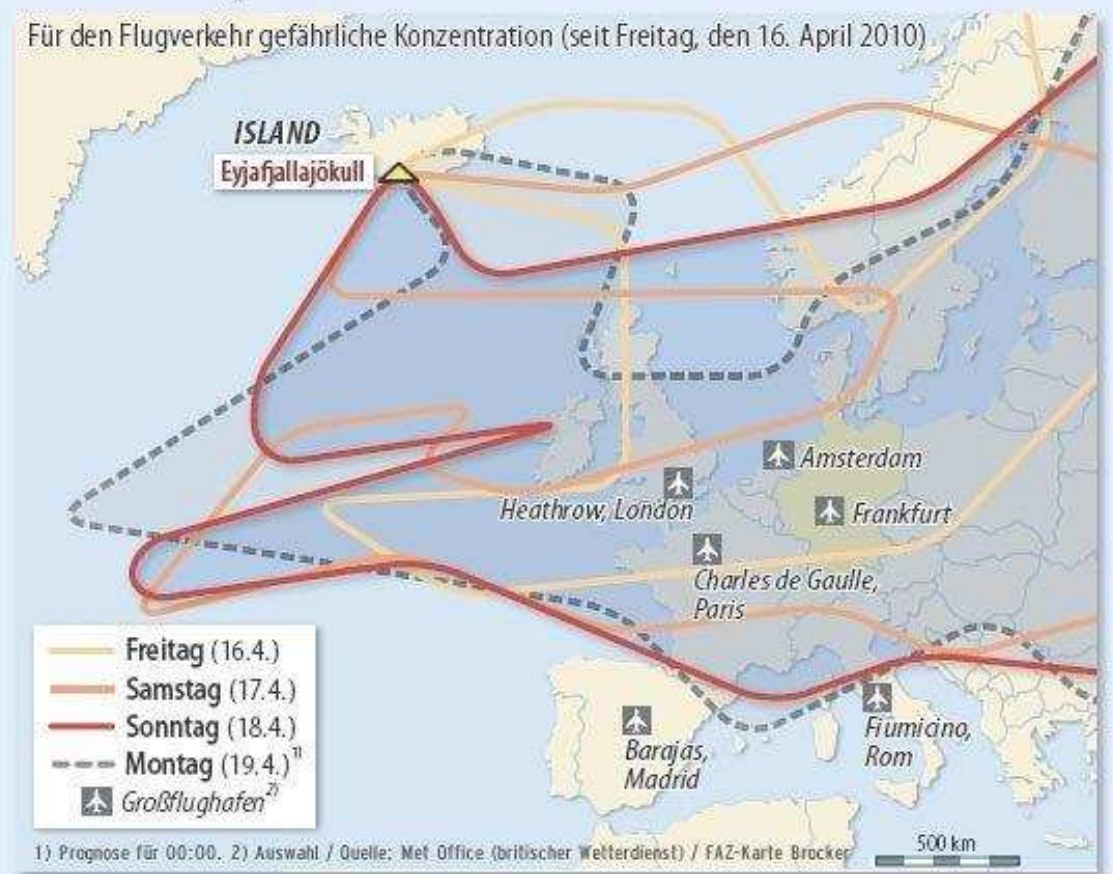 Für den Flugverkehr gefährliche Konzentration (seit Freitag, den 16. April 2010)
ISLAND
Eyjafjallajökull
Amsterdam
Heathrow, London
Frankfurt
Charles de Gaulle,
Paris
Freitag (16.4.)
Samstag (17.4.)
Sonntag (18.4.)
Montag (19.4.)¹⁾
Großflughafen²⁾
Barajas,
Madrid
Fiumicino,
Rom
1) Prognose für 00:00. 2) Auswahl / Quelle: Met Office (britischer Wetterdienst) / FAZ-Karte Brocker
500 km